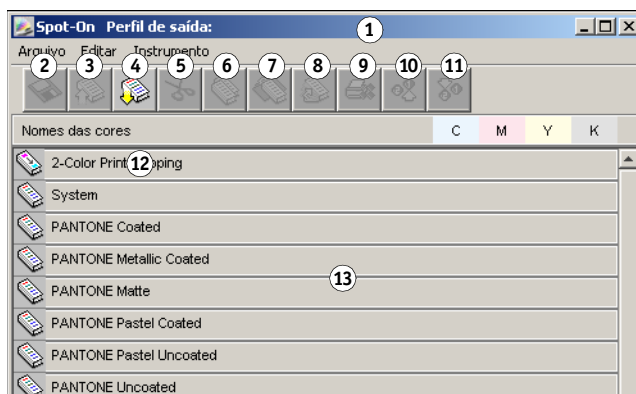 Spot-On Perfil de saída:
1
Arquivo Editar Instrumento
2 3 4 5 6 7 8 9 10 11
Nomes das cores C M Y K
2-Color Print 12 pping
System
PANTONE Coated
PANTONE Metallic Coated
13
PANTONE Matte
PANTONE Pastel Coated
PANTONE Pastel Uncoated
PANTONE Uncoated